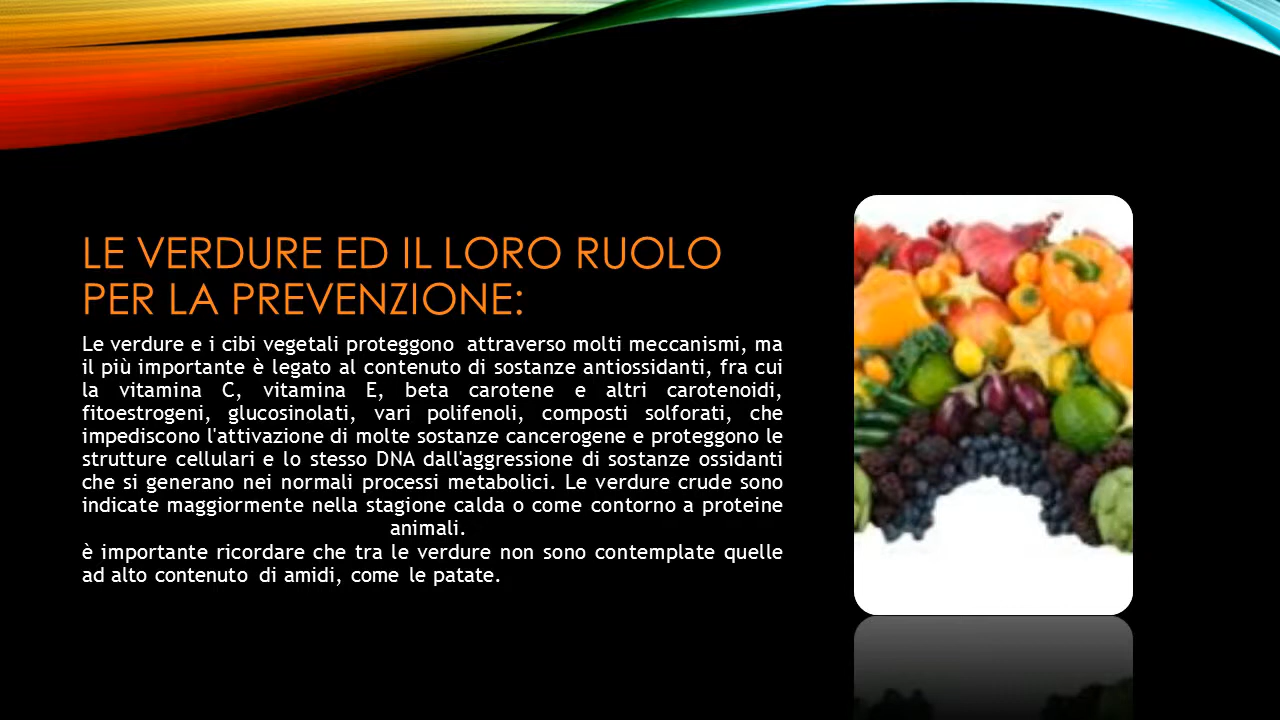 LE VERDURE ED IL LORO RUOLO
PER LA PREVENZIONE:
Le verdure e i cibi vegetali proteggono attraverso molti meccanismi, ma
il più importante è legato al contenuto di sostanze antiossidanti, fra cui
la vitamina C, vitamina E, beta carotene e altri carotenoidi,
fitoestrogeni, glucosinolati, vari polifenoli, composti solforati, che
impediscono l'attivazione di molte sostanze cancerogene e proteggono le
strutture cellulari e lo stesso DNA dall'aggressione di sostanze ossidanti
che si generano nei normali processi metabolici. Le verdure crude sono
indicate maggiormente nella stagione calda o come contorno a proteine
animali.
è importante ricordare che tra le verdure non sono contemplate quelle
ad alto contenuto di amidi, come le patate.